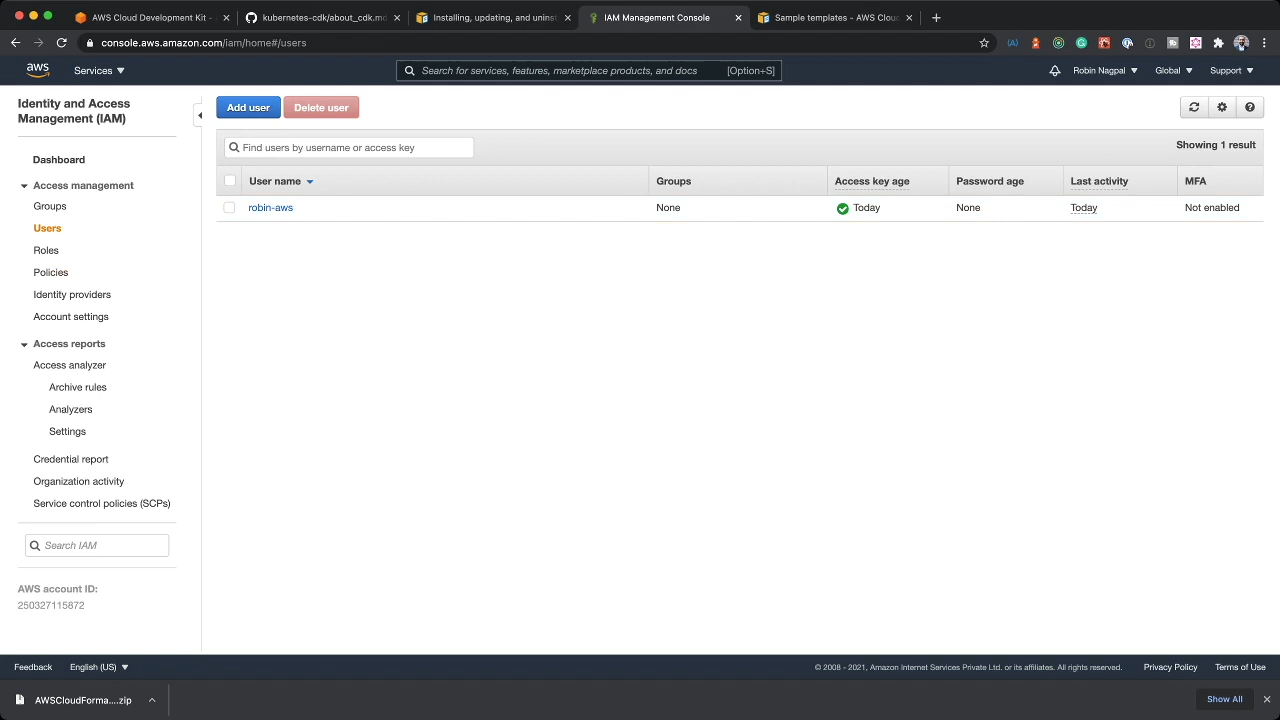 AWS Cloud Development Kit -
kubernetes-cdk/about_cdk.md
Installing, updating, and uninst
IAM Management Console
Sample templates - AWS Clou
console.aws.amazon.com/iam/home#/users
aws
Services
Search for services, features, marketplace products, and docs
[Option+S]
Robin Nagpal
Global
Support
Identity and Access
Management (IAM)
Dashboard
Access management
Groups
Users
Roles
Policies
Identity providers
Account settings
Access reports
Access analyzer
Archive rules
Analyzers
Settings
Credential report
Organization activity
Service control policies (SCPs)
Search IAM
AWS account ID:
250327115872
Add user
Delete user
Find users by username or access key
Showing 1 result
User name
Groups
Access key age
Password age
Last activity
MFA
robin-aws
None
Today
None
Today
Not enabled
Feedback
English (US)
© 2008 - 2021, Amazon Internet Services Private Ltd. or its affiliates. All rights reserved.
Privacy Policy
Terms of Use
AWSCloudForma....zip
Show All